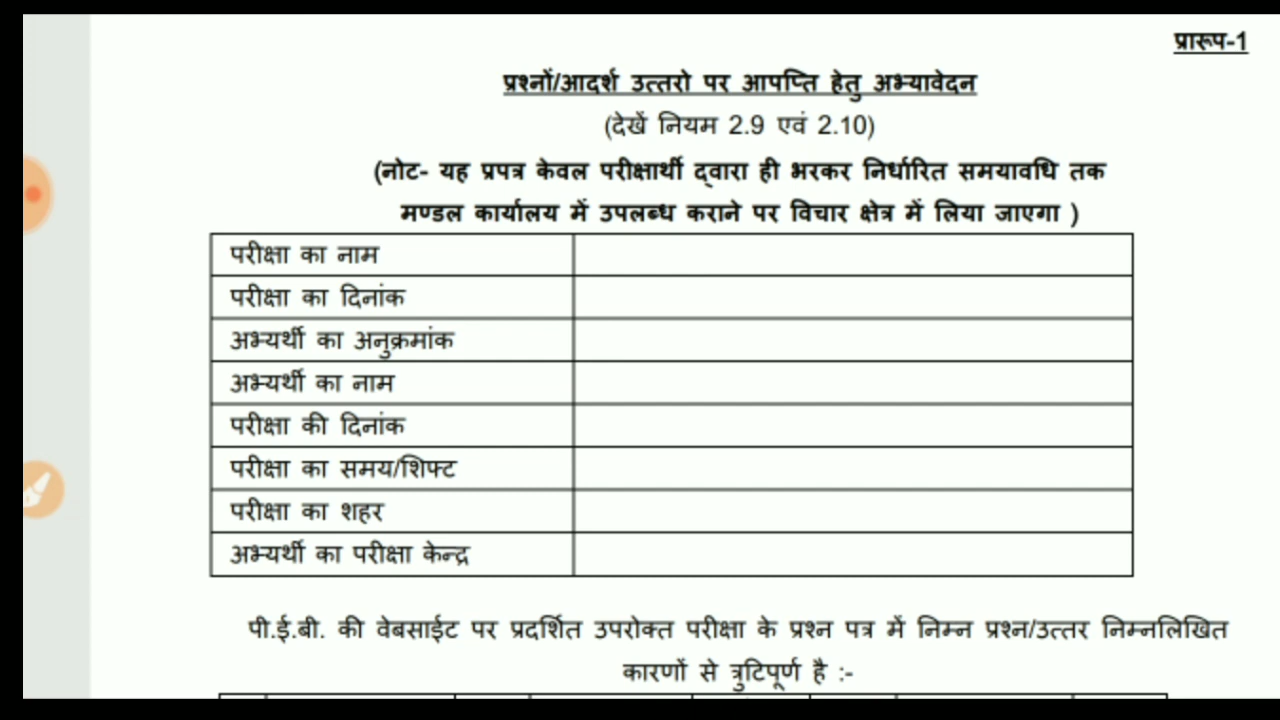 प्रारूप-1
प्रश्नों/आदर्श उत्तरो पर आपप्ति हेतु अभ्यावेदन
(देखें नियम 2.9 एवं 2.10)
(नोट- यह प्रपत्र केवल परीक्षार्थी द्वारा ही भरकर निर्धारित समयावधि तक
मण्डल कार्यालय में उपलब्ध कराने पर विचार क्षेत्र में लिया जाएगा )
परीक्षा का नाम
परीक्षा का दिनांक
अभ्यर्थी का अनुक्रमांक
अभ्यर्थी का नाम
परीक्षा की दिनांक
परीक्षा का समय/शिफ्ट
परीक्षा का शहर
अभ्यर्थी का परीक्षा केन्द्र
पी.ई.बी. की वेबसाईट पर प्रदर्शित उपरोक्त परीक्षा के प्रश्न पत्र में निम्न प्रश्न/उत्तर निम्नलिखित
कारणों से त्रुटिपूर्ण है :-